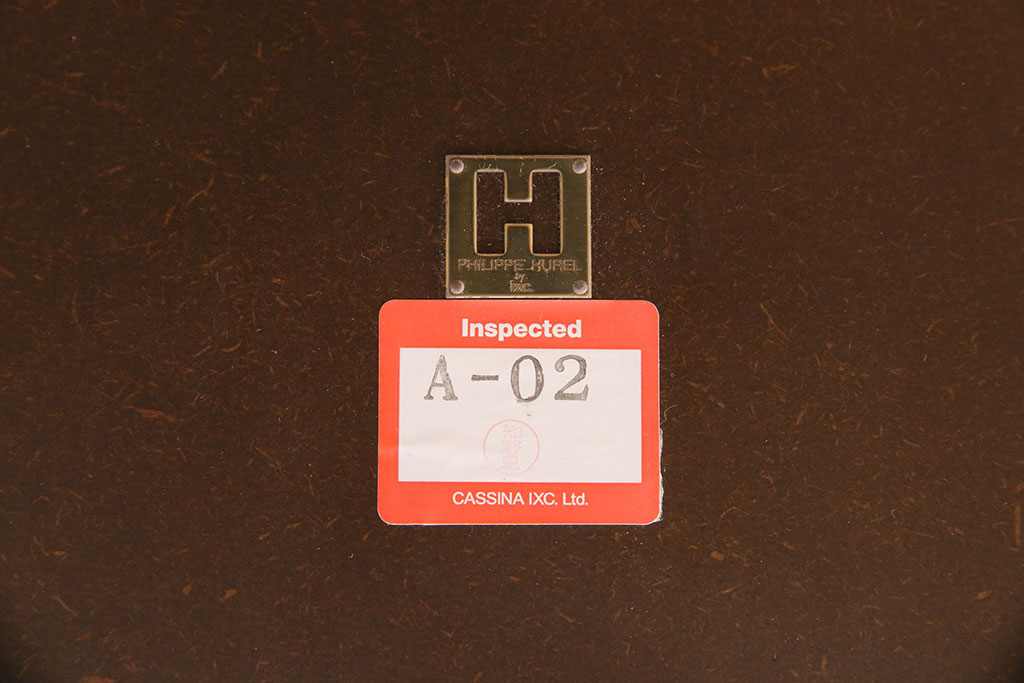 H
PHILIPPE HUREL
by
ixc.
Inspected
A-02
CASSINA IXC. Ltd.